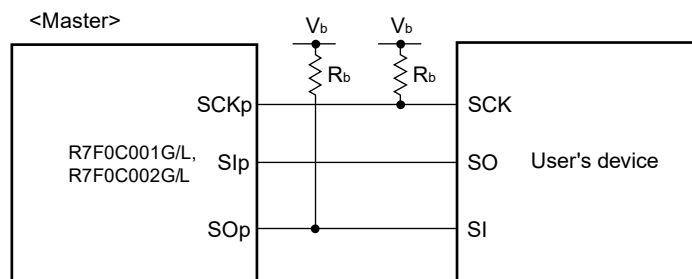 <Master>
Vb Vb
Rb Rb
SCKp SCK
R7F0C001G/L,
R7F0C002G/L
SIp SO User's device
SOp SI